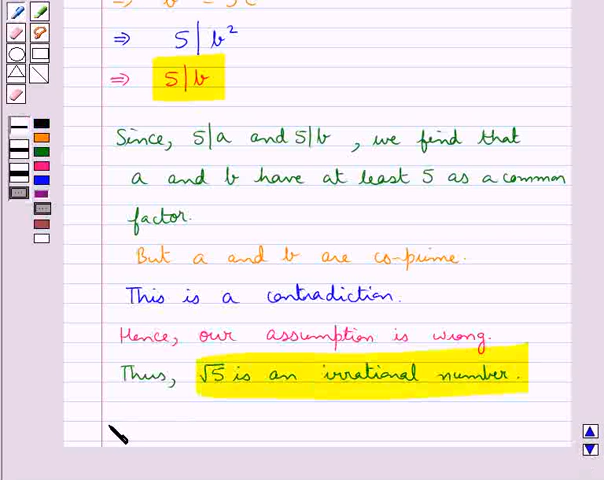 ⇒ 5|b²
⇒ 5|b
Since, 5|a and 5|b, we find that
a and b have at least 5 as a common
factor.
But a and b are co-prime.
This is a contradiction.
Hence, our assumption is wrong.
Thus, √5 is an irrational number.